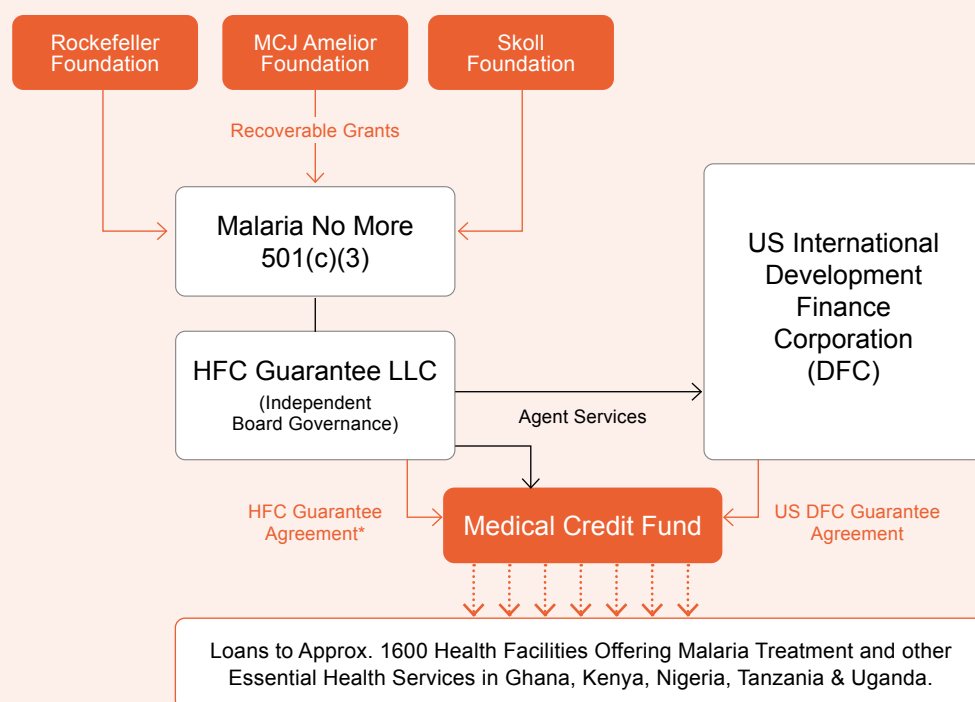 Rockefeller
Foundation
MCJ Amelior
Foundation
Skoll
Foundation
Recoverable Grants
Malaria No More
501(c)(3)
US International
Development
Finance
Corporation
(DFC)
HFC Guarantee LLC
(Independent
Board Governance)
Agent Services
HFC Guarantee
Agreement*
Medical Credit Fund
US DFC Guarantee
Agreement
Loans to Approx. 1600 Health Facilities Offering Malaria Treatment and other
Essential Health Services in Ghana, Kenya, Nigeria, Tanzania & Uganda.